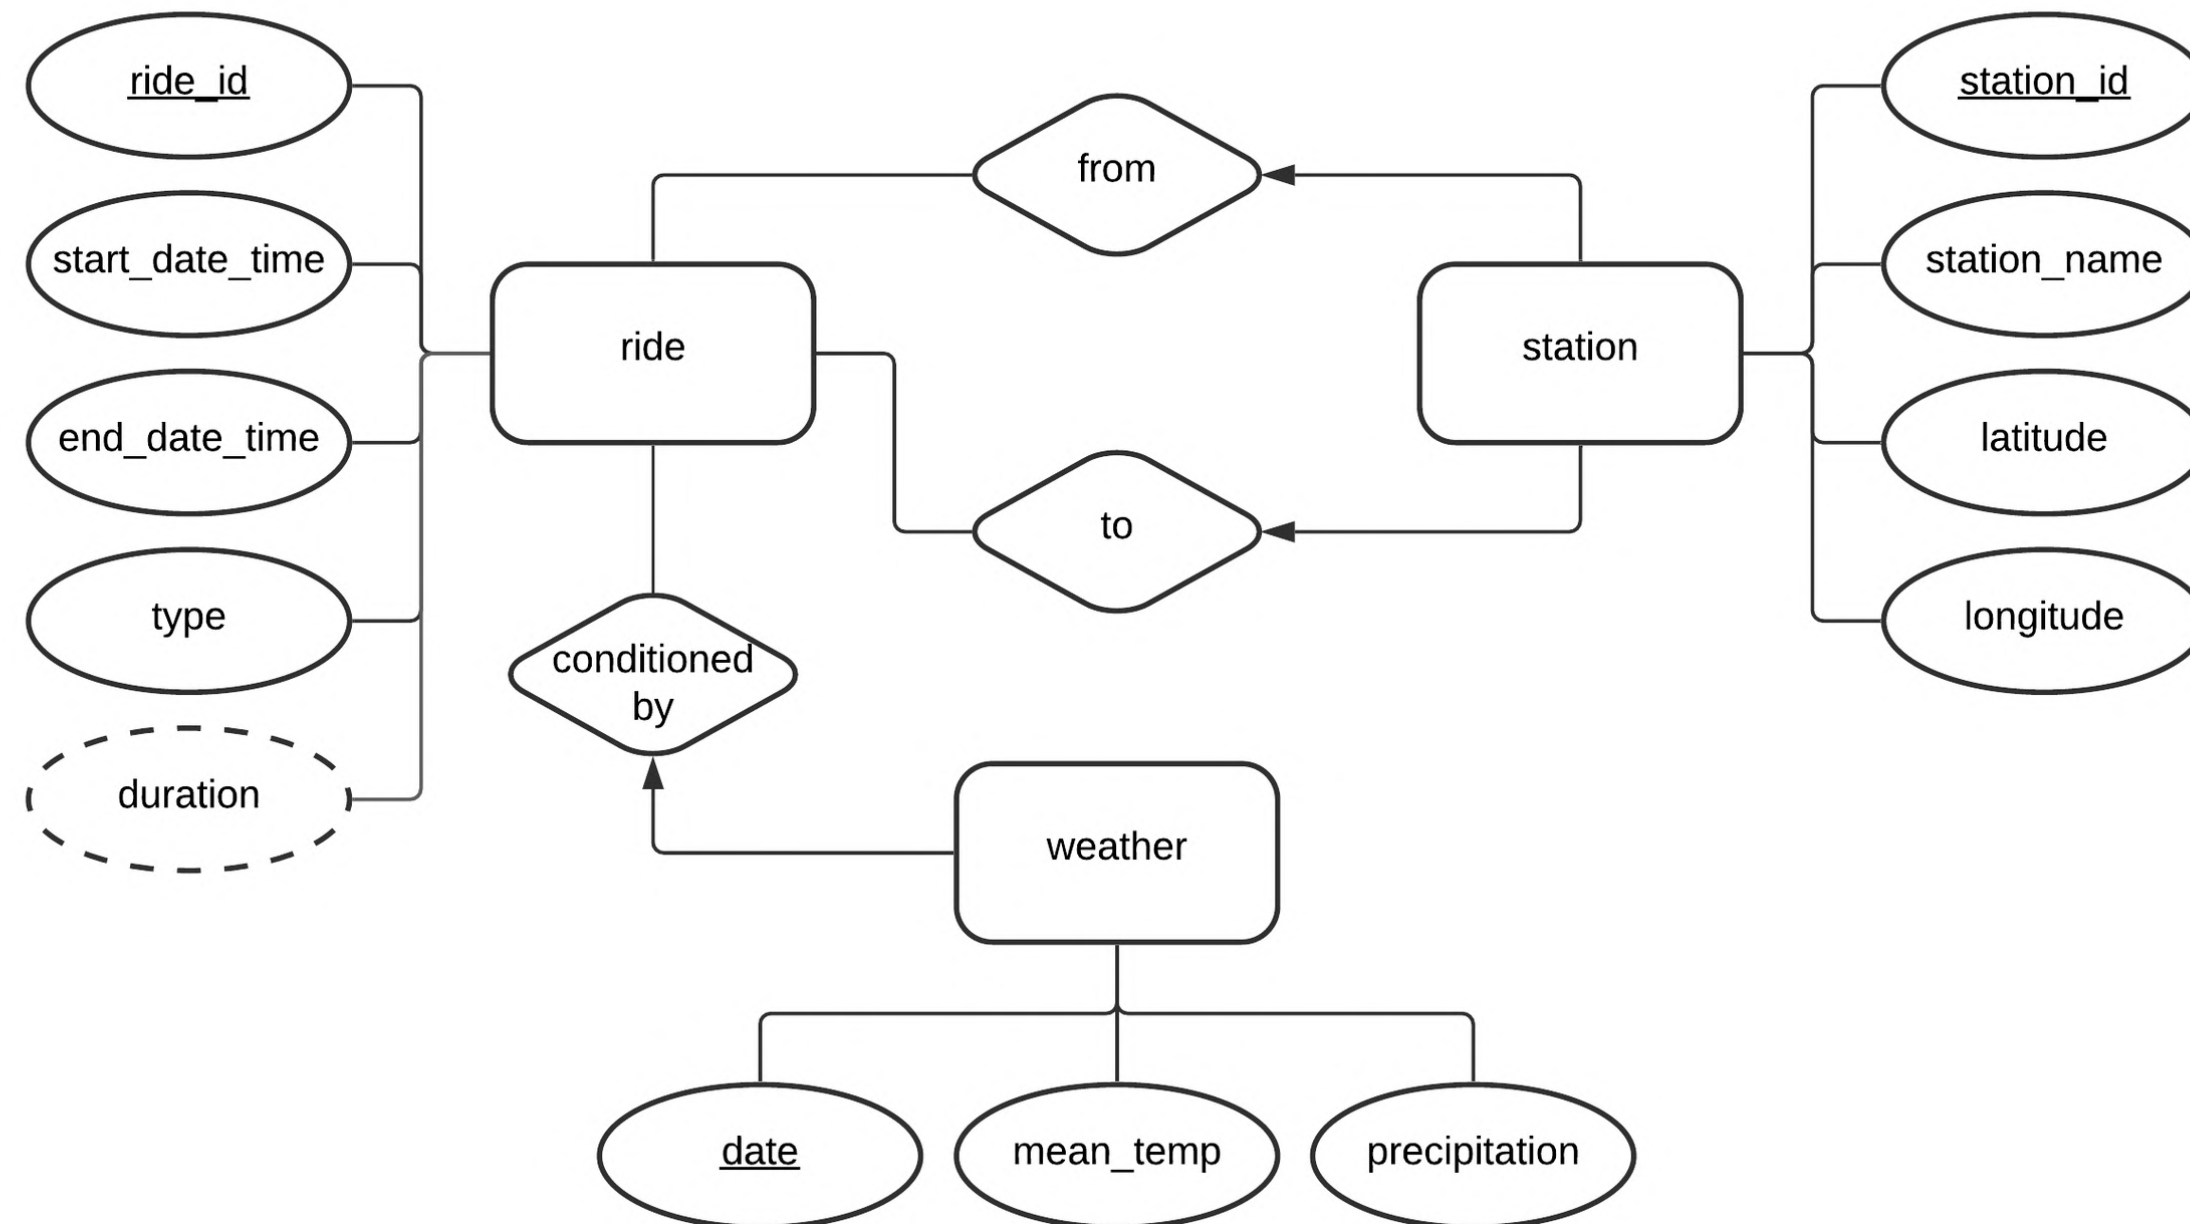 ride_id
start_date_time
end_date_time
type
duration
ride
from
to
conditioned
by
station
station_id
station_name
latitude
longitude
weather
date
mean_temp
precipitation